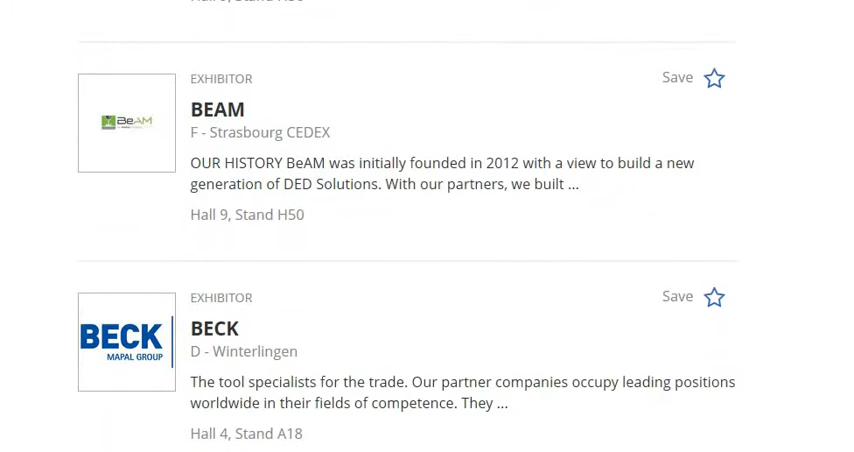 EXHIBITOR
Save
BEAM
F - Strasbourg CEDEX
OUR HISTORY BeAM was initially founded in 2012 with a view to build a new
generation of DED Solutions. With our partners, we built ...
Hall 9, Stand H50
BeAM
EXHIBITOR
Save
BECK
D - Winterlingen
The tool specialists for the trade. Our partner companies occupy leading positions
worldwide in their fields of competence. They ...
Hall 4, Stand A18
BECK
MAPAL GROUP